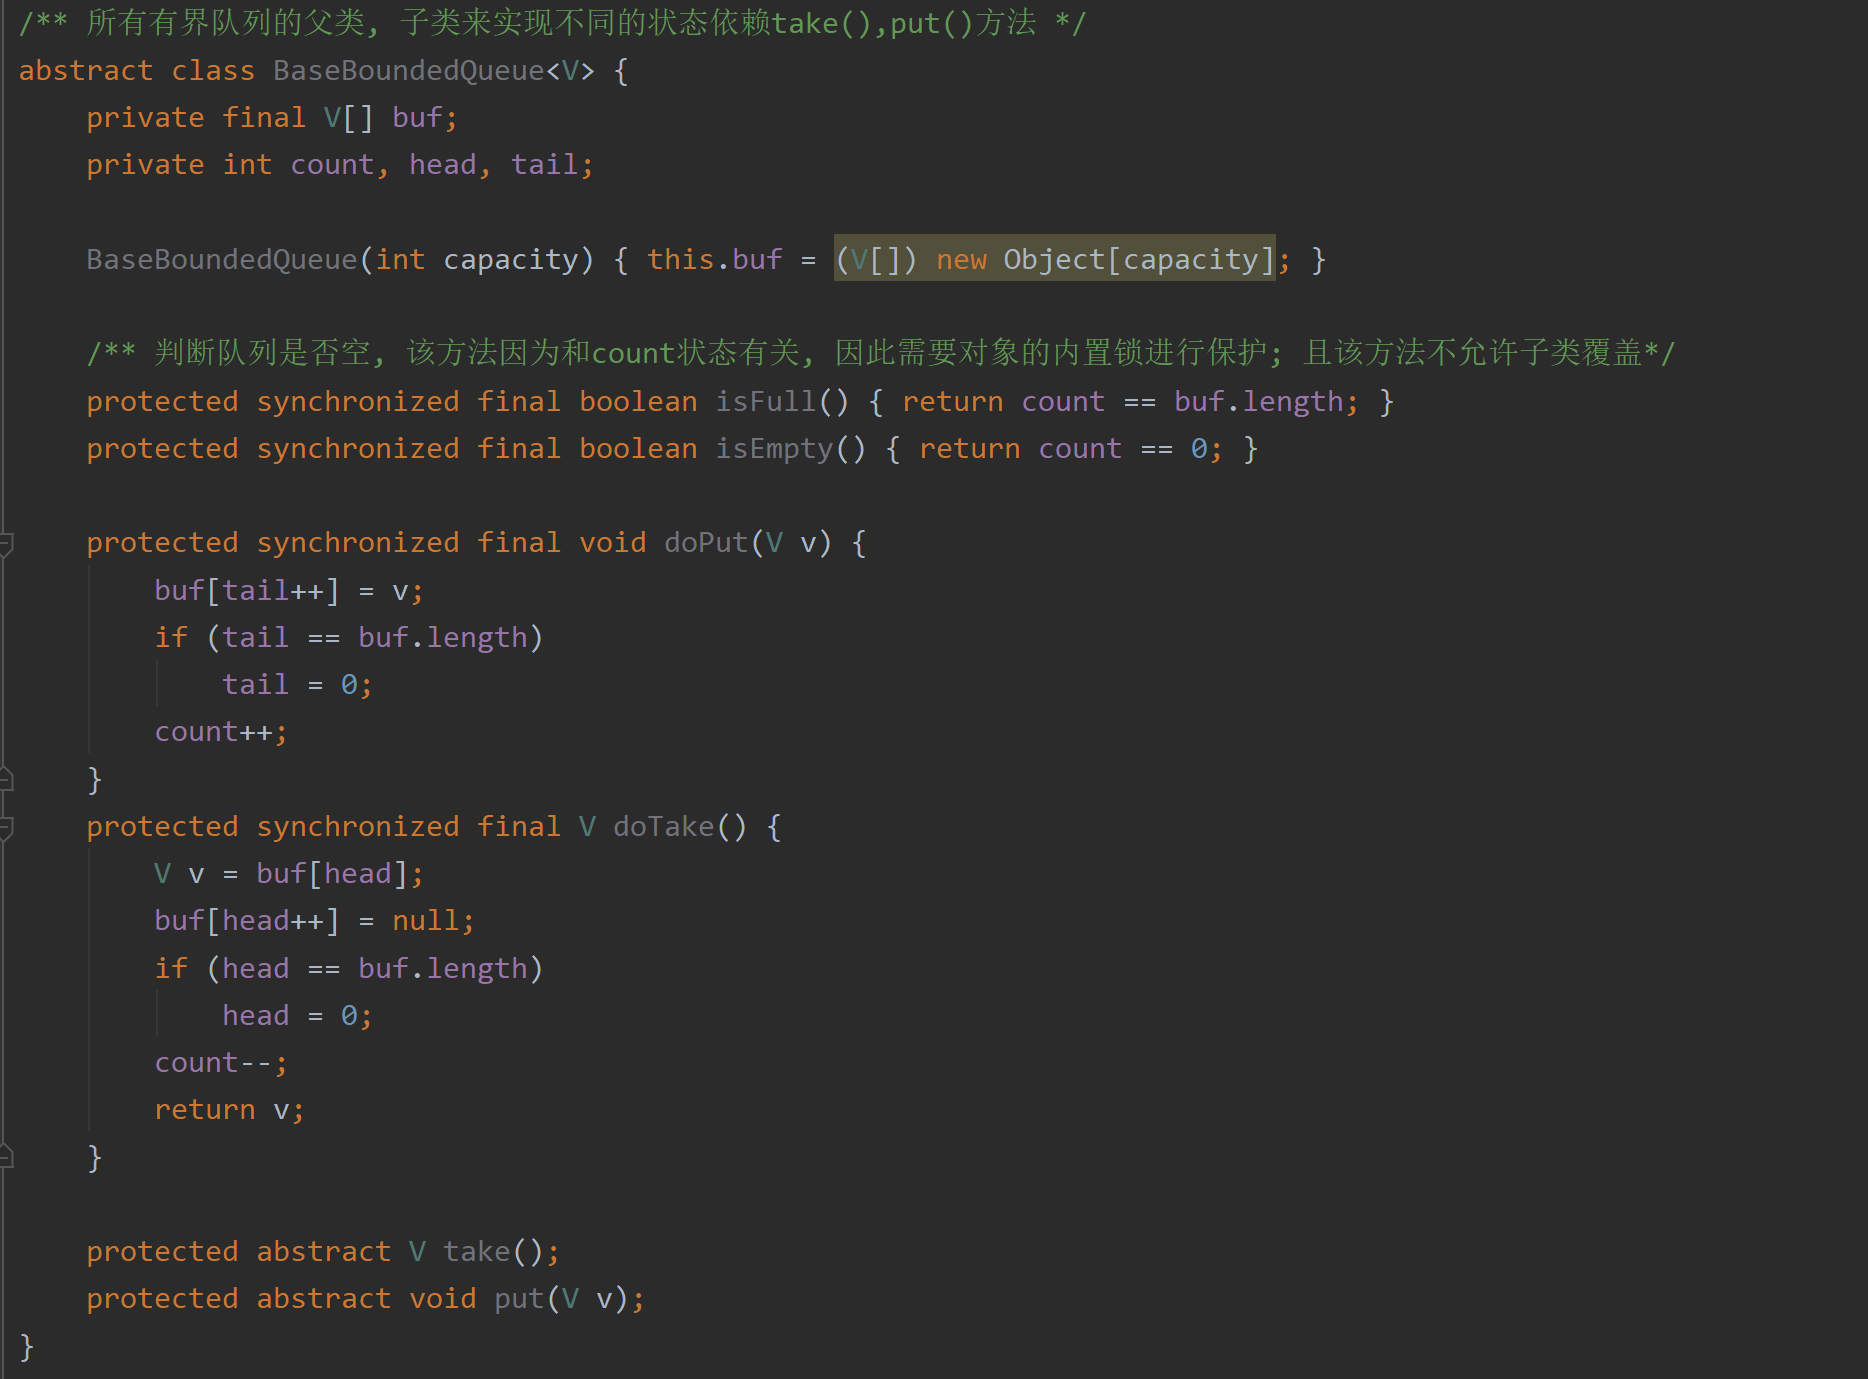 /** 所有有界队列的父类, 子类来实现不同的状态依赖take(),put()方法 */
abstract class BaseBoundedQueue<V> {
    private final V[] buf;
    private int count, head, tail;

    BaseBoundedQueue(int capacity) { this.buf = (V[]) new Object[capacity]; }

    /** 判断队列是否空, 该方法因为和count状态有关, 因此需要对象的内置锁进行保护; 且该方法不允许子类覆盖*/
    protected synchronized final boolean isFull() { return count == buf.length; }
    protected synchronized final boolean isEmpty() { return count == 0; }

    protected synchronized final void doPut(V v) {
        buf[tail++] = v;
        if (tail == buf.length)
            tail = 0;
        count++;
    }
    protected synchronized final V doTake() {
        V v = buf[head];
        buf[head++] = null;
        if (head == buf.length)
            head = 0;
        count--;
        return v;
    }

    protected abstract V take();
    protected abstract void put(V v);
}